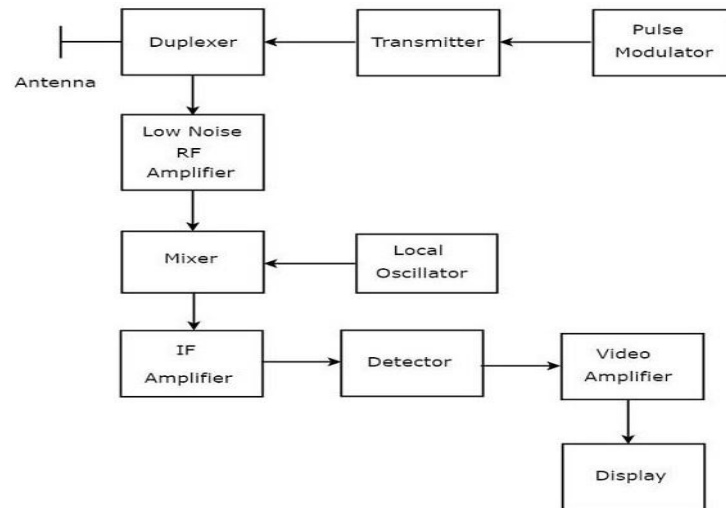 Duplexer
Transmitter
Pulse
Modulator
Antenna
Low Noise
RF
Amplifier
Mixer
Local
Oscillator
IF
Amplifier
Detector
Video
Amplifier
Display